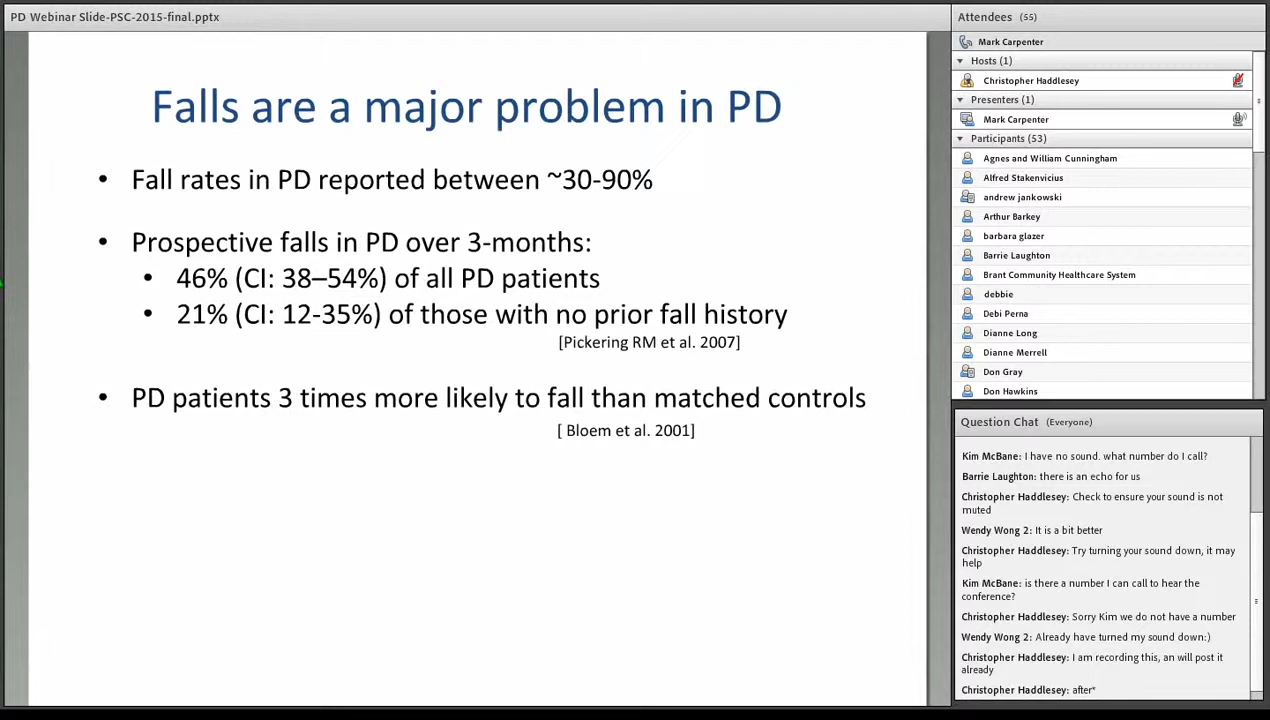 PD Webinar Slide-PSC-2015-final.pptx
Falls are a major problem in PD
• Fall rates in PD reported between ~30-90%
• Prospective falls in PD over 3-months:
• 46% (CI: 38–54%) of all PD patients
• 21% (CI: 12-35%) of those with no prior fall history
[Pickering RM et al. 2007]
• PD patients 3 times more likely to fall than matched controls
[ Bloem et al. 2001]
Attendees (55)
Mark Carpenter
Hosts (1)
Christopher Haddlesey
Presenters (1)
Mark Carpenter
Participants (53)
Agnes and William Cunningham
Alfred Stakenvicius
andrew jankowski
Arthur Barkey
barbara glazer
Barrie Laughton
Brant Community Healthcare System
debbie
Debi Perna
Dianne Long
Dianne Merrell
Don Gray
Don Hawkins
Question Chat (Everyone)
Kim McBane: I have no sound. what number do I call?
Barrie Laughton: there is an echo for us
Christopher Haddlesey: Check to ensure your sound is not
muted
Wendy Wong 2: It is a bit better
Christopher Haddlesey: Try turning your sound down, it may
help
Kim McBane: is there a number I can call to hear the
conference?
Christopher Haddlesey: Sorry Kim we do not have a number
Wendy Wong 2: Already have turned my sound down:)
Christopher Haddlesey: I am recording this, an will post it
already
Christopher Haddlesey: after*